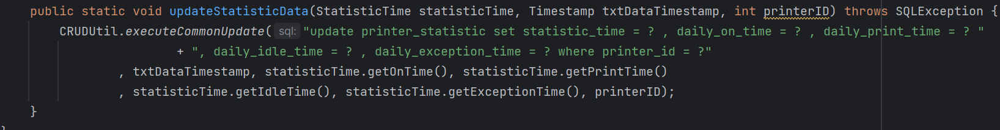 public static void updateStatisticData(StatisticTime statisticTime, Timestamp txtDataTimestamp, int printerID) throws SQLException {
CRUDUtil.executeCommonUpdate( sql: "update printer_statistic set statistic_time = ? , daily_on_time = ? , daily_print_time = ? "
+ ", daily_idle_time = ? , daily_exception_time = ? where printer_id = ?"
, txtDataTimestamp, statisticTime.getOnTime(), statisticTime.getPrintTime()
, statisticTime.getIdleTime(), statisticTime.getExceptionTime(), printerID);
}